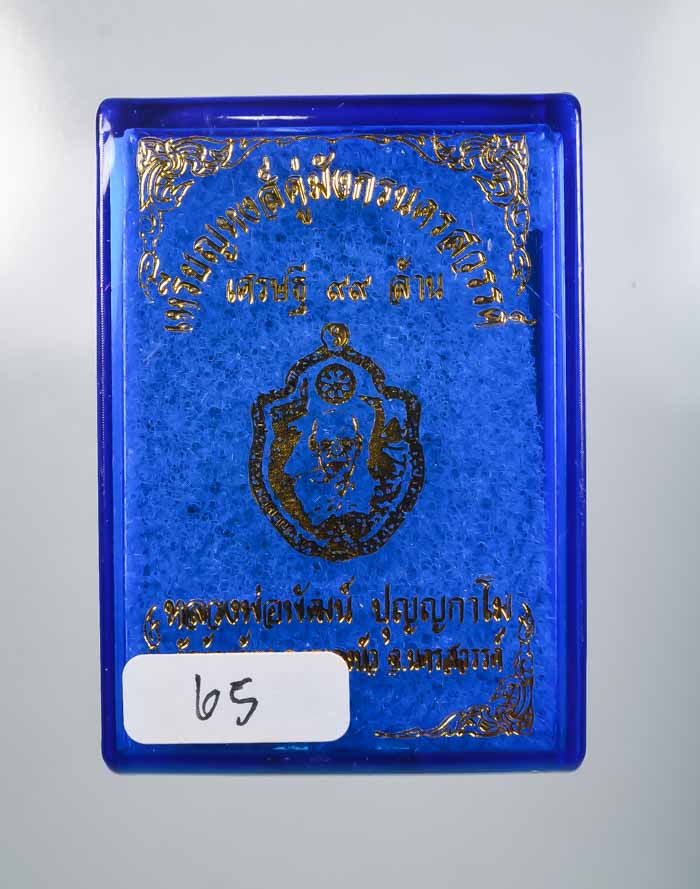 เหรียญหงส์คู่มังกรนครสวรรค์
เศรษฐี ๙๙ ล้าน
หลวงพ่อพัฒน์ ปุญญกาโม
จ.นครสวรรค์
65